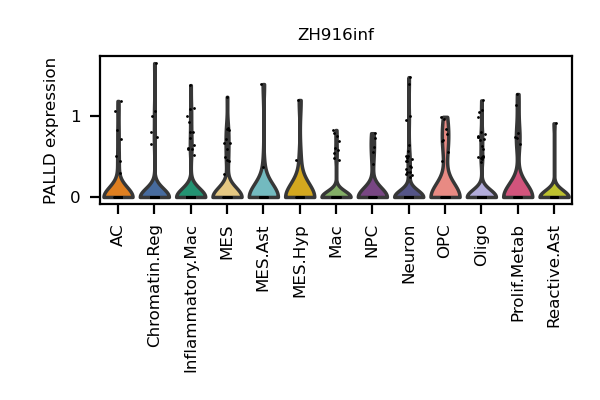 ZH916inf
PALLD expression
1
0
AC
Chromatin.Reg
Inflammatory.Mac
MES
MES.Ast
MES.Hyp
Mac
NPC
Neuron
OPC
Oligo
Prolif.Metab
Reactive.Ast